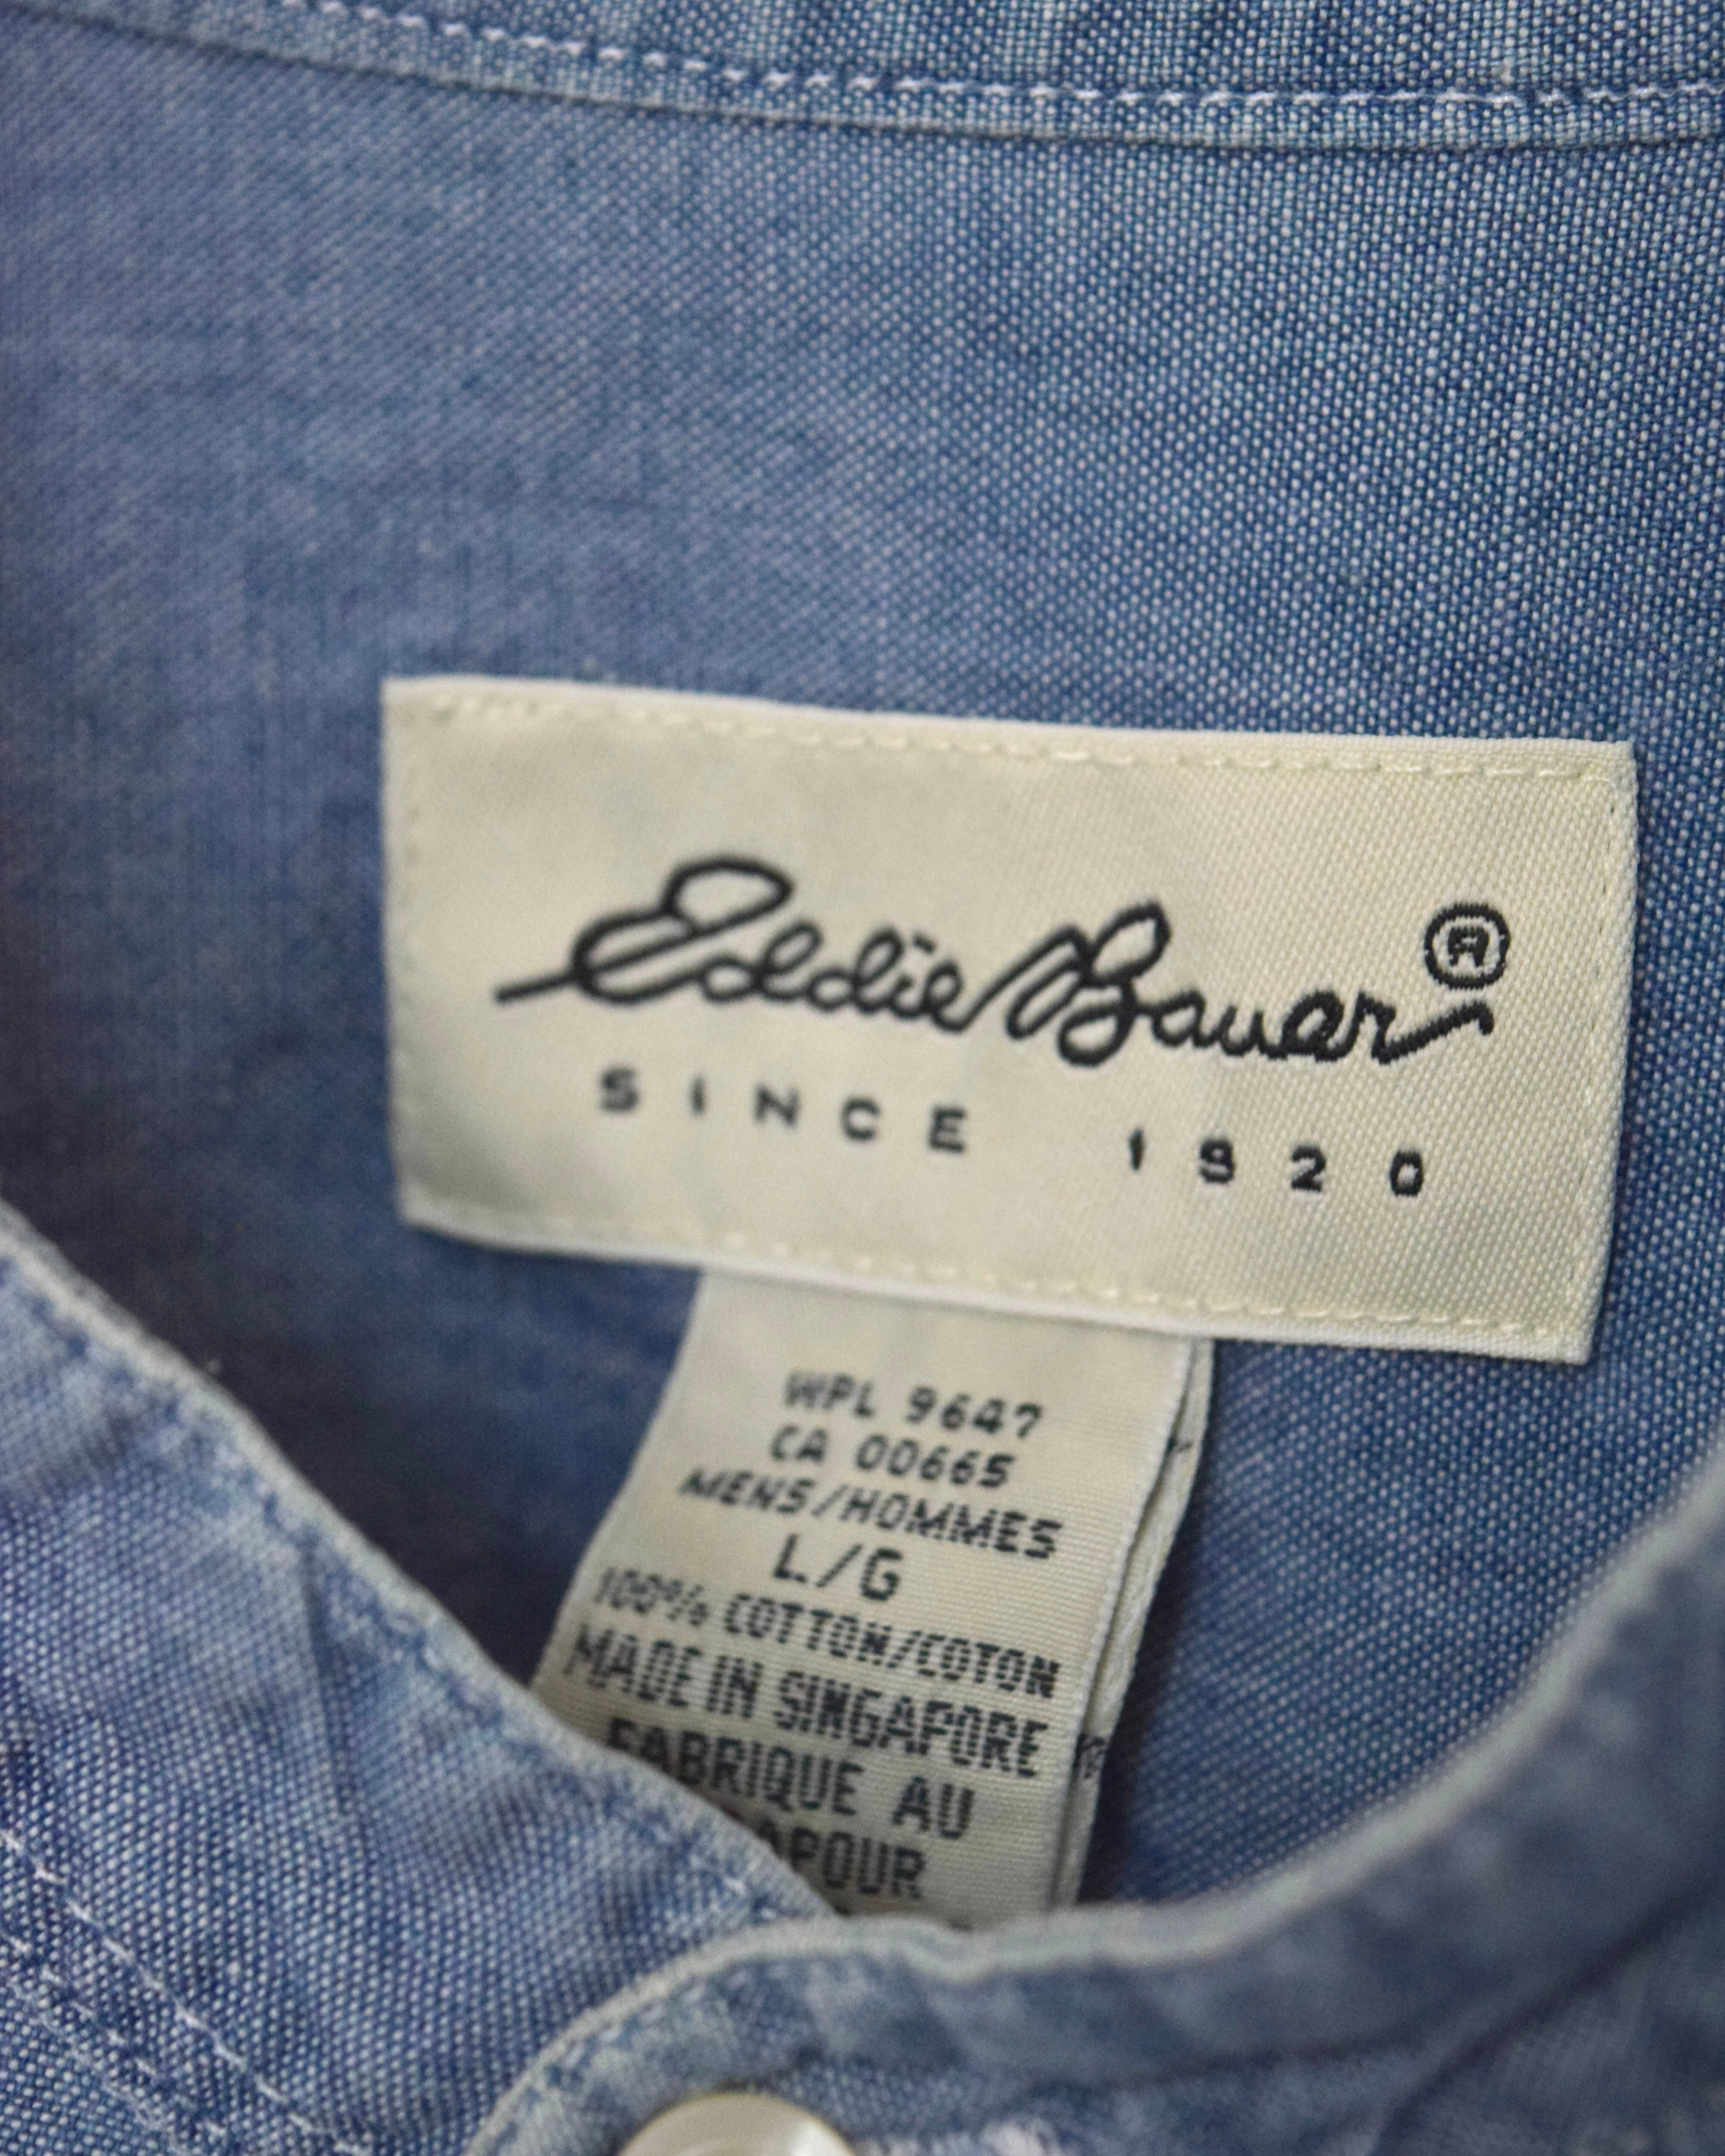 Eddie Bauer®
SINCE 1920
WPL 9647
CA 00665
MENS/HOMMES
L/G
100% COTTON/COTON
MADE IN SINGAPORE
FABRIQUE AU